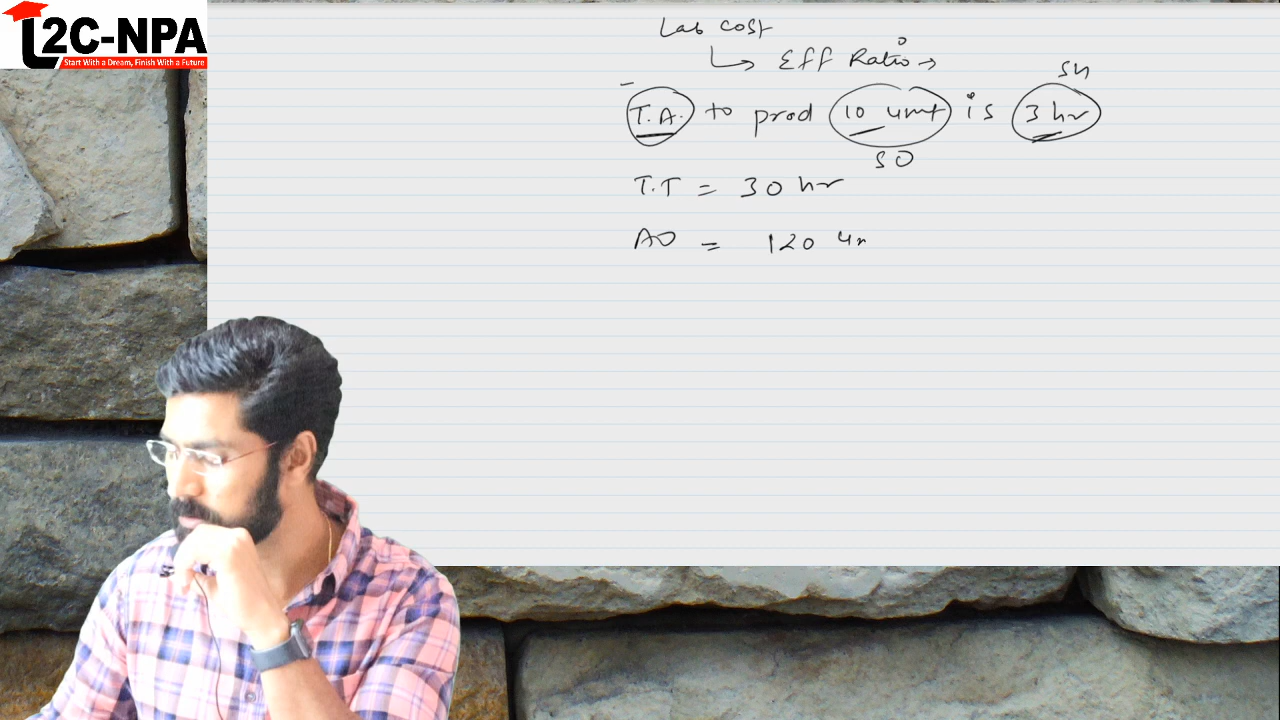 L2C-NPA
Start With a Dream, Finish With a Future
Lab cost
↳ Eff Ratio →
SH
T.A. to prod 10 unit is 3 hr
SO
T.T = 30 hr
AO = 120 un